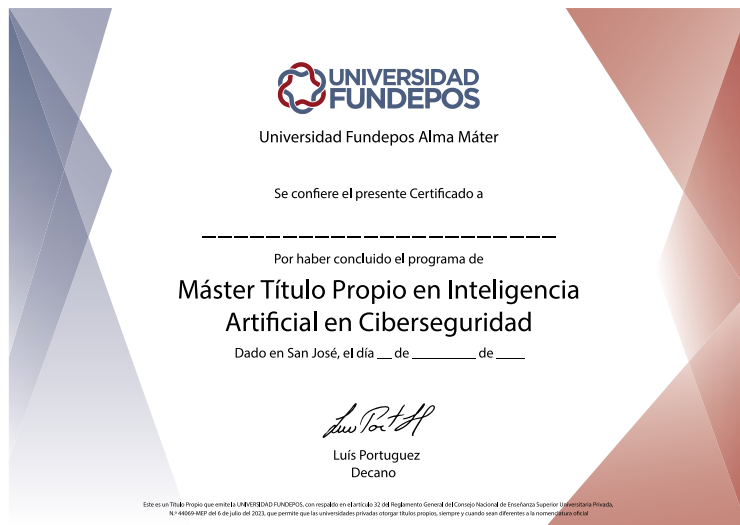 UNIVERSIDAD
FUNDEPOS
Universidad Fundepos Alma Máter
Se confiere el presente Certificado a
_______________________
Por haber concluido el programa de
Máster Título Propio en Inteligencia
Artificial en Ciberseguridad
Dado en San José, el día __ de _________ de ____
Luís Portuguez
Decano
Este es un Título Propio que emite la UNIVERSIDAD FUNDEPOS, con respaldo en el artículo 32 del Reglamento General del Consejo Nacional de Enseñanza Superior Universitaria Privada,
N.º 44069-MEP del 6 de julio del 2023, que permite que las universidades privadas otorgar títulos propios, siempre y cuando sean diferentes a la nomenclatura oficial